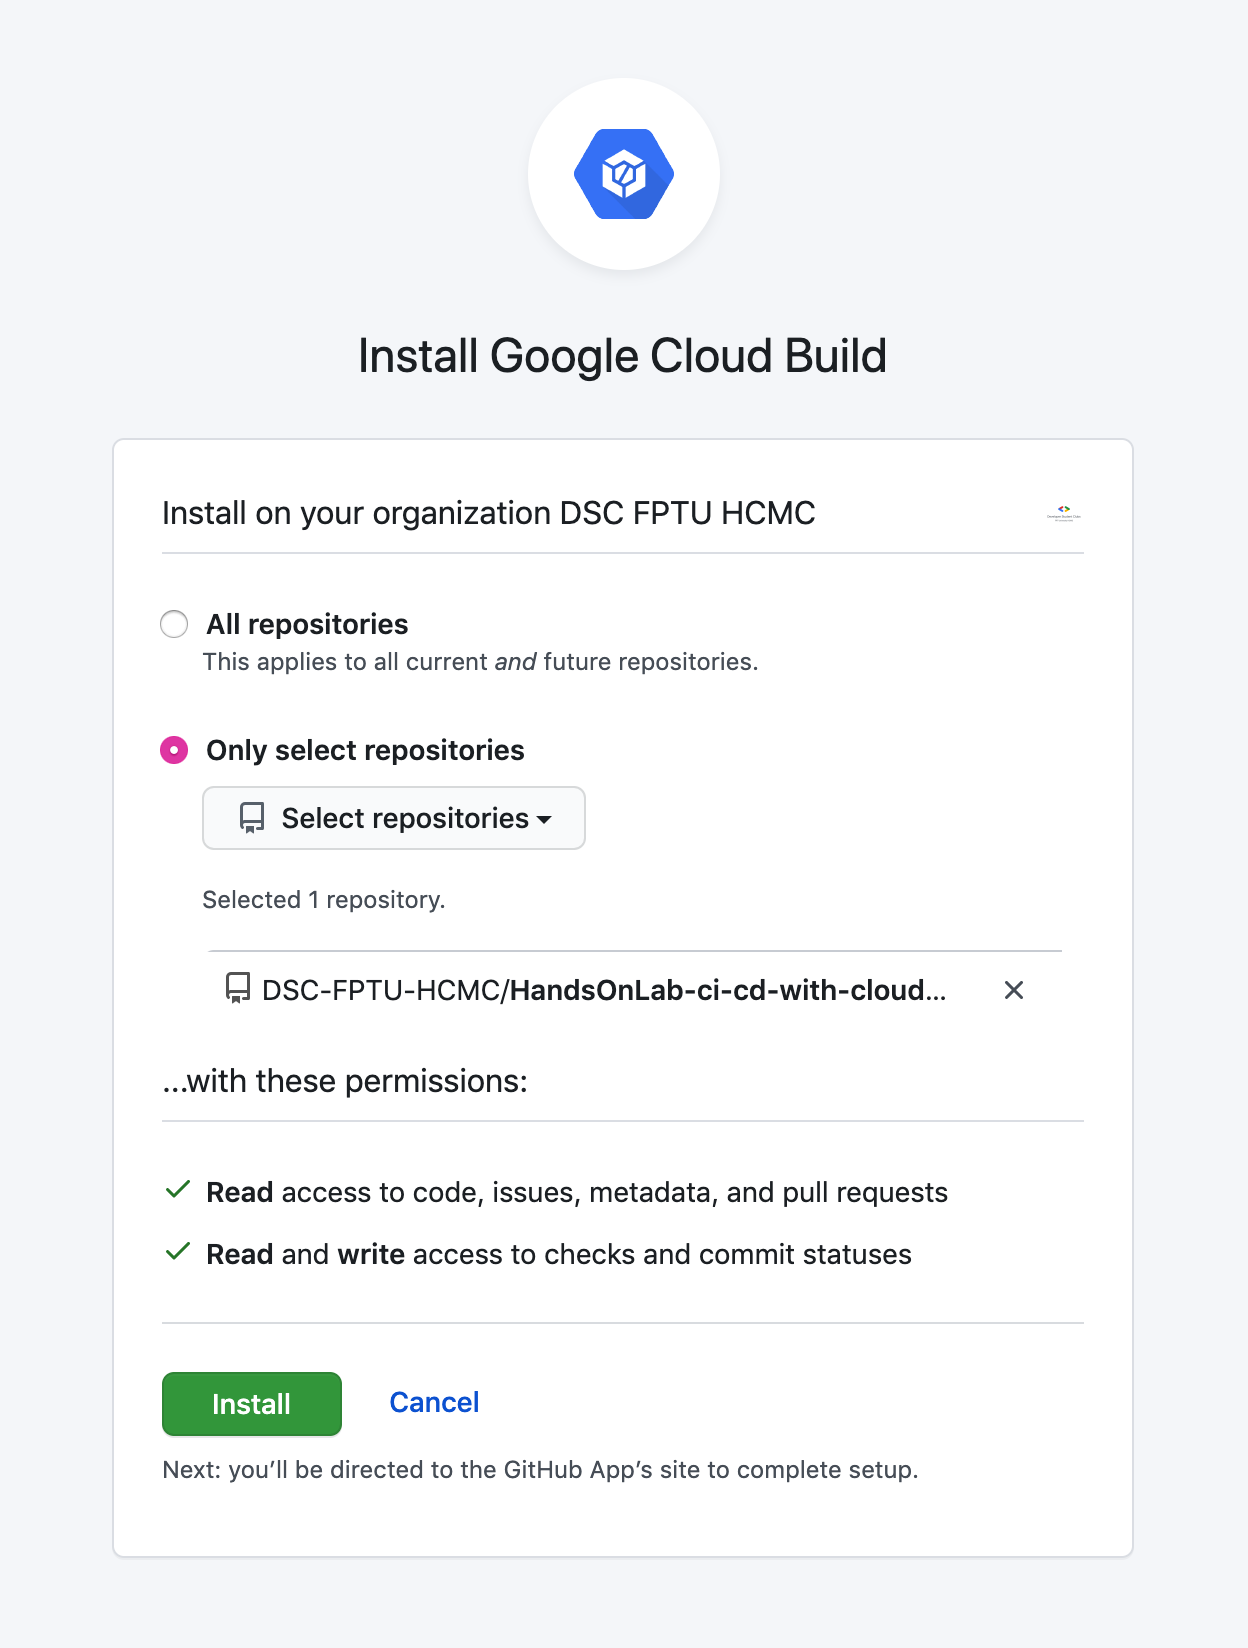 Install Google Cloud Build
Install on your organization DSC FPTU HCMC
All repositories
This applies to all current and future repositories.
Only select repositories
Select repositories
Selected 1 repository.
DSC-FPTU-HCMC/HandsOnLab-ci-cd-with-cloud...
...with these permissions:
Read access to code, issues, metadata, and pull requests
Read and write access to checks and commit statuses
Install
Cancel
Next: you’ll be directed to the GitHub App’s site to complete setup.